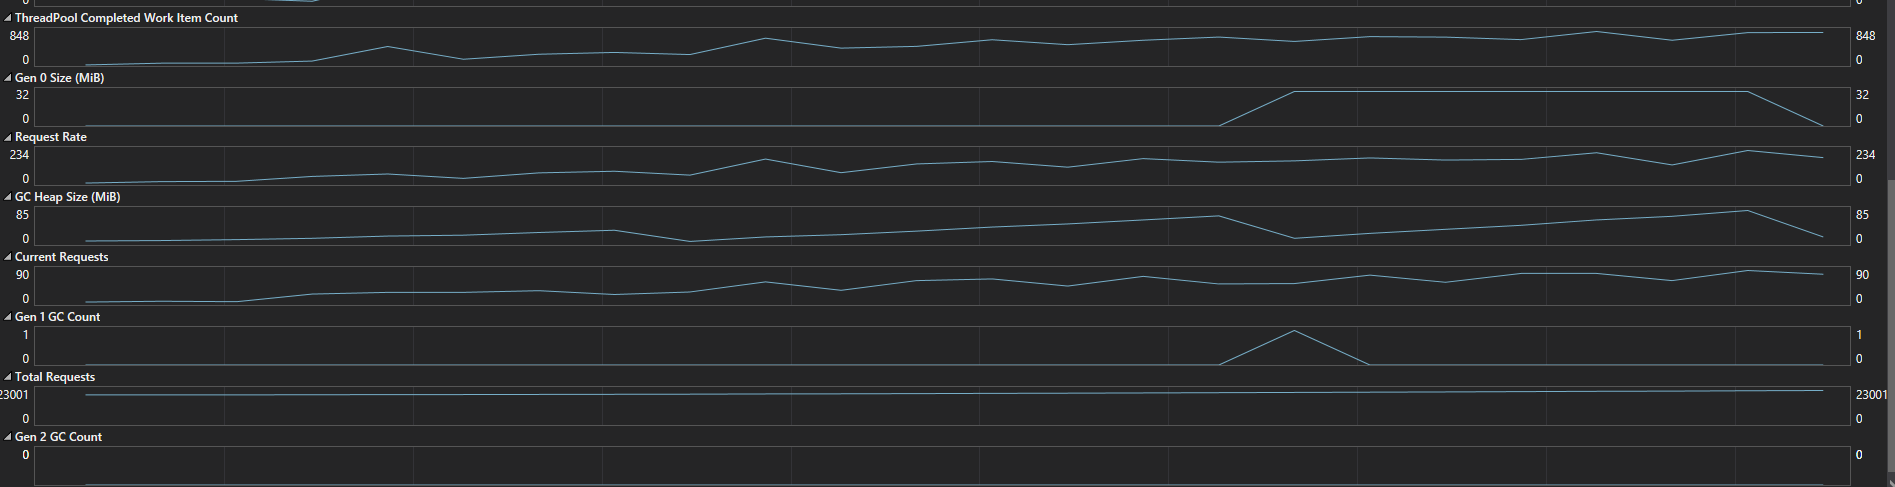 0 0
ThreadPool Completed Work Item Count
848 848
0 0
Gen 0 Size (MiB)
32 32
0 0
Request Rate
234 234
0 0
GC Heap Size (MiB)
85 85
0 0
Current Requests
90 90
0 0
Gen 1 GC Count
1 1
0 0
Total Requests
23001 23001
0 0
Gen 2 GC Count
0 0